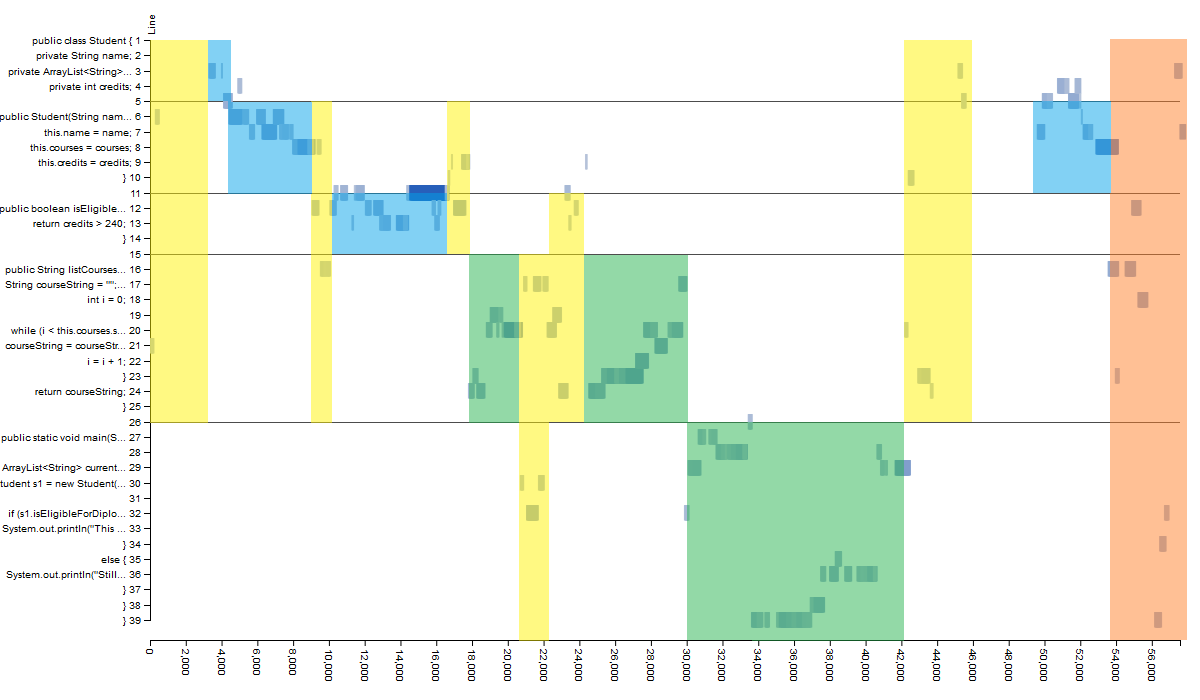 Line
public class Student { 1
private String name; 2
private ArrayList<String>... 3
private int credits; 4
5
public Student(String nam... 6
this.name = name; 7
this.courses = courses; 8
this.credits = credits; 9
} 10
11
public boolean isEligible... 12
return credits > 240; 13
} 14
15
public String listCourses... 16
String courseString = "";... 17
int i = 0; 18
19
while (i < this.courses.s... 20
courseString = courseStr... 21
i = i + 1; 22
} 23
return courseString; 24
} 25
26
public static void main(S... 27
28
ArrayList<String> current... 29
tudent s1 = new Student(... 30
31
if (s1.isEligibleForDiplo... 32
System.out.println("This ... 33
} 34
else { 35
System.out.println("Still... 36
} 37
} 38
} 39
0 2,000 4,000 6,000 8,000 10,000 12,000 14,000 16,000 18,000 20,000 22,000 24,000 26,000 28,000 30,000 32,000 34,000 36,000 38,000 40,000 42,000 44,000 46,000 48,000 50,000 52,000 54,000 56,000